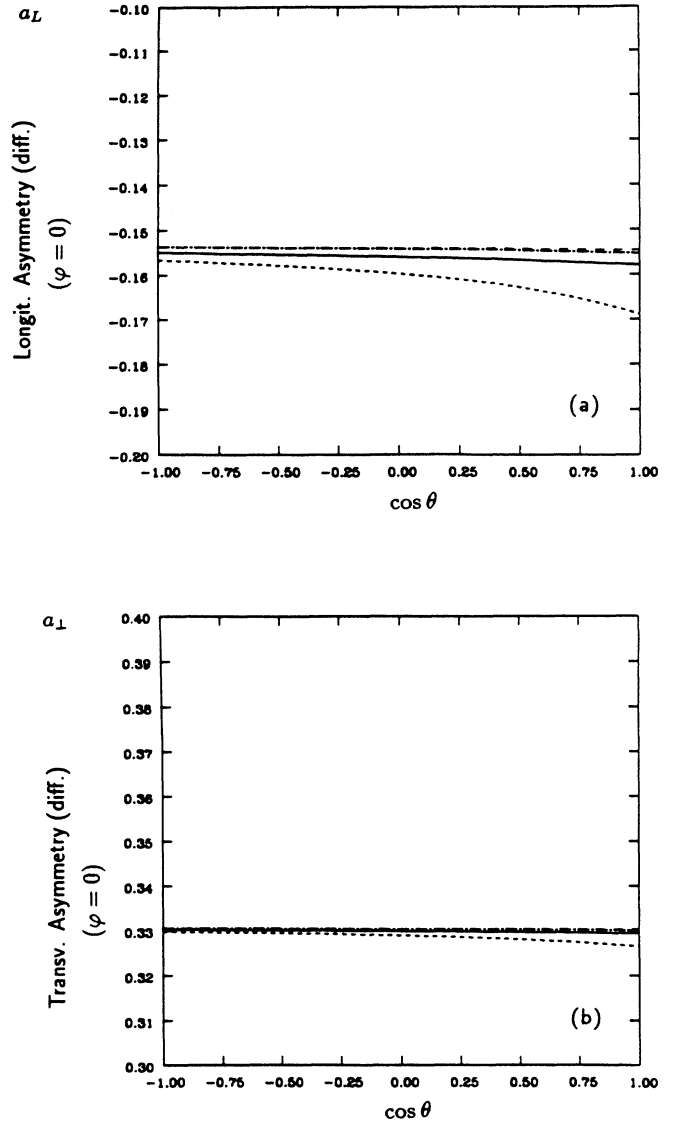 a_L
Longit. Asymmetry (diff.)
(φ = 0)
-0.10
-0.11
-0.12
-0.13
-0.14
-0.15
-0.16
-0.17
-0.18
-0.19
-0.20
(a)
-1.00 -0.75 -0.50 -0.25 0.00 0.25 0.50 0.75 1.00
cos θ
a_⊥
Transv. Asymmetry (diff.)
(φ = 0)
0.40
0.39
0.38
0.37
0.36
0.35
0.34
0.33
0.32
0.31
0.30
(b)
-1.00 -0.75 -0.50 -0.25 0.00 0.25 0.50 0.75 1.00
cos θ